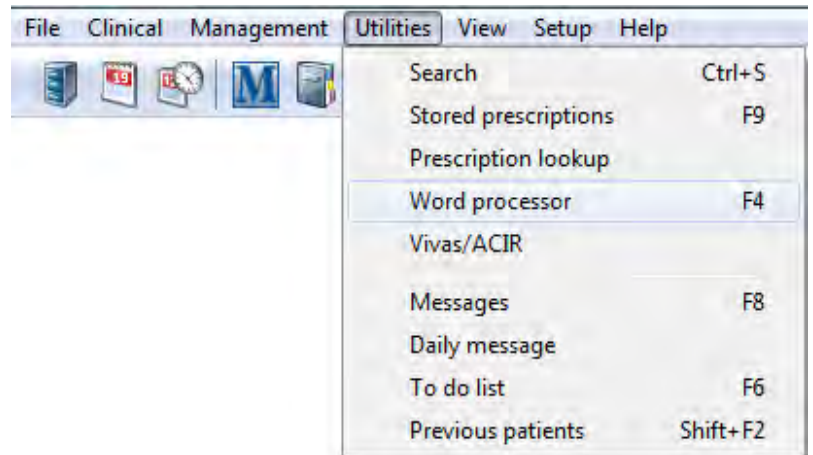 File Clinical Management Utilities View Setup Help
19 M
Search Ctrl+S
Stored prescriptions F9
Prescription lookup
Word processor F4
Vivas/ACIR
Messages F8
Daily message
To do list F6
Previous patients Shift+F2